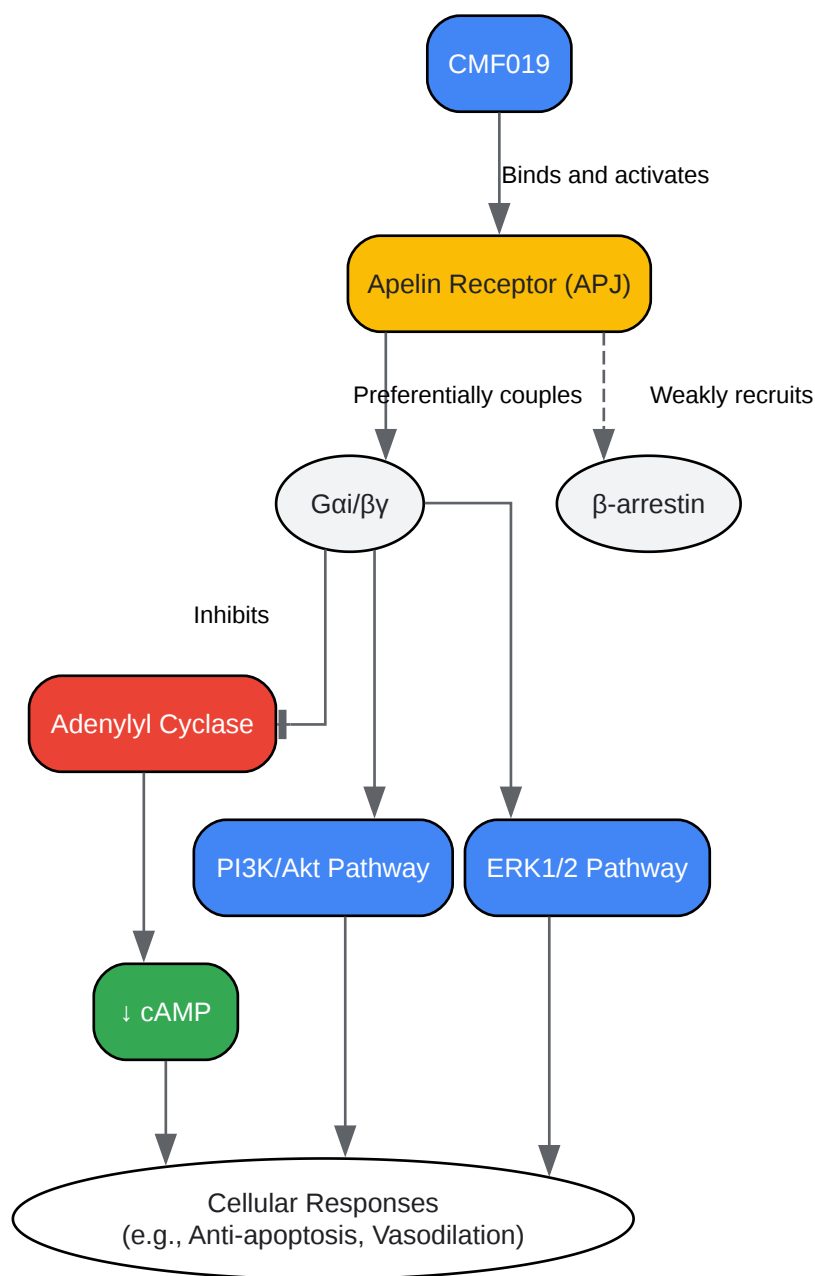 CMF019
Binds and activates
Apelin Receptor (APJ)
Preferentially couples
Weakly recruits
Gαi/βγ
β-arrestin
Inhibits
Adenylyl Cyclase
PI3K/Akt Pathway
ERK1/2 Pathway
↓ cAMP
Cellular Responses
(e.g., Anti-apoptosis, Vasodilation)